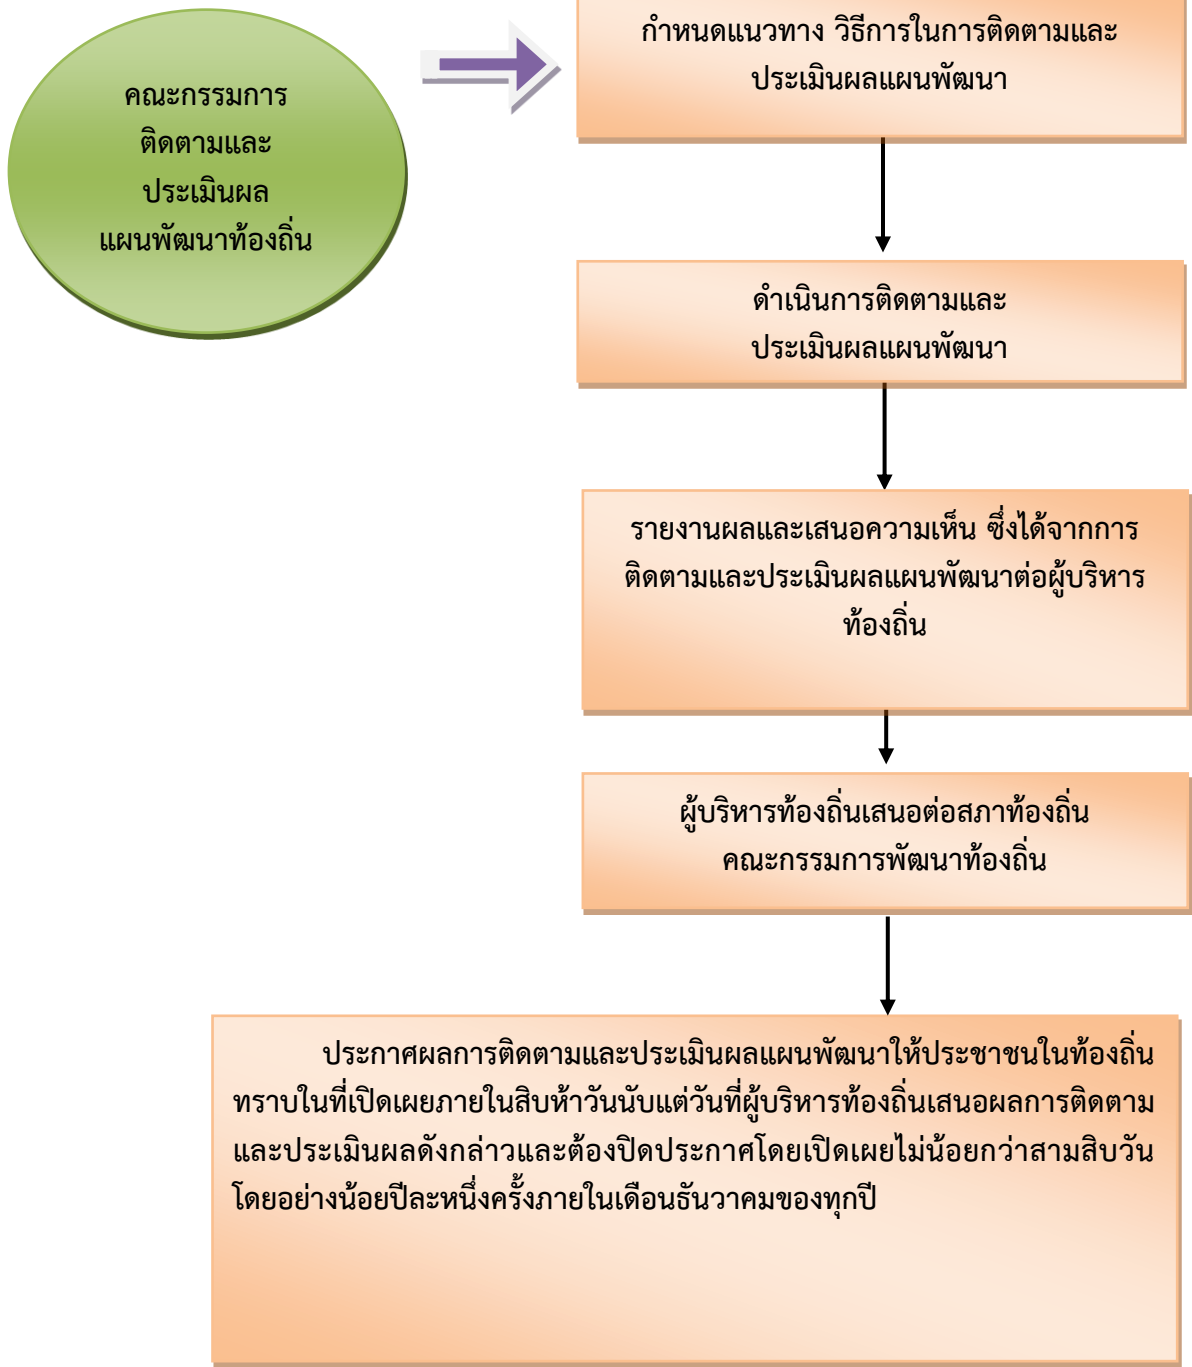 คณะกรรมการ
ติดตามและ
ประเมินผล
แผนพัฒนาท้องถิ่น
กำหนดแนวทาง วิธีการในการติดตามและ
ประเมินผลแผนพัฒนา
ดำเนินการติดตามและ
ประเมินผลแผนพัฒนา
รายงานผลและเสนอความเห็น ซึ่งได้จากการ
ติดตามและประเมินผลแผนพัฒนาต่อผู้บริหาร
ท้องถิ่น
ผู้บริหารท้องถิ่นเสนอต่อสภาท้องถิ่น
คณะกรรมการพัฒนาท้องถิ่น
ประกาศผลการติดตามและประเมินผลแผนพัฒนาให้ประชาชนในท้องถิ่น
ทราบในที่เปิดเผยภายในสิบห้าวันนับแต่วันที่ผู้บริหารท้องถิ่นเสนอผลการติดตาม
และประเมินผลดังกล่าวและต้องปิดประกาศโดยเปิดเผยไม่น้อยกว่าสามสิบวัน
โดยอย่างน้อยปีละหนึ่งครั้งภายในเดือนธันวาคมของทุกปี